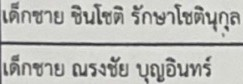 เด็กชาย ชินโชติ รักษาโชตินุกุล
เด็กชาย ณรงชัย บุญอินทร์